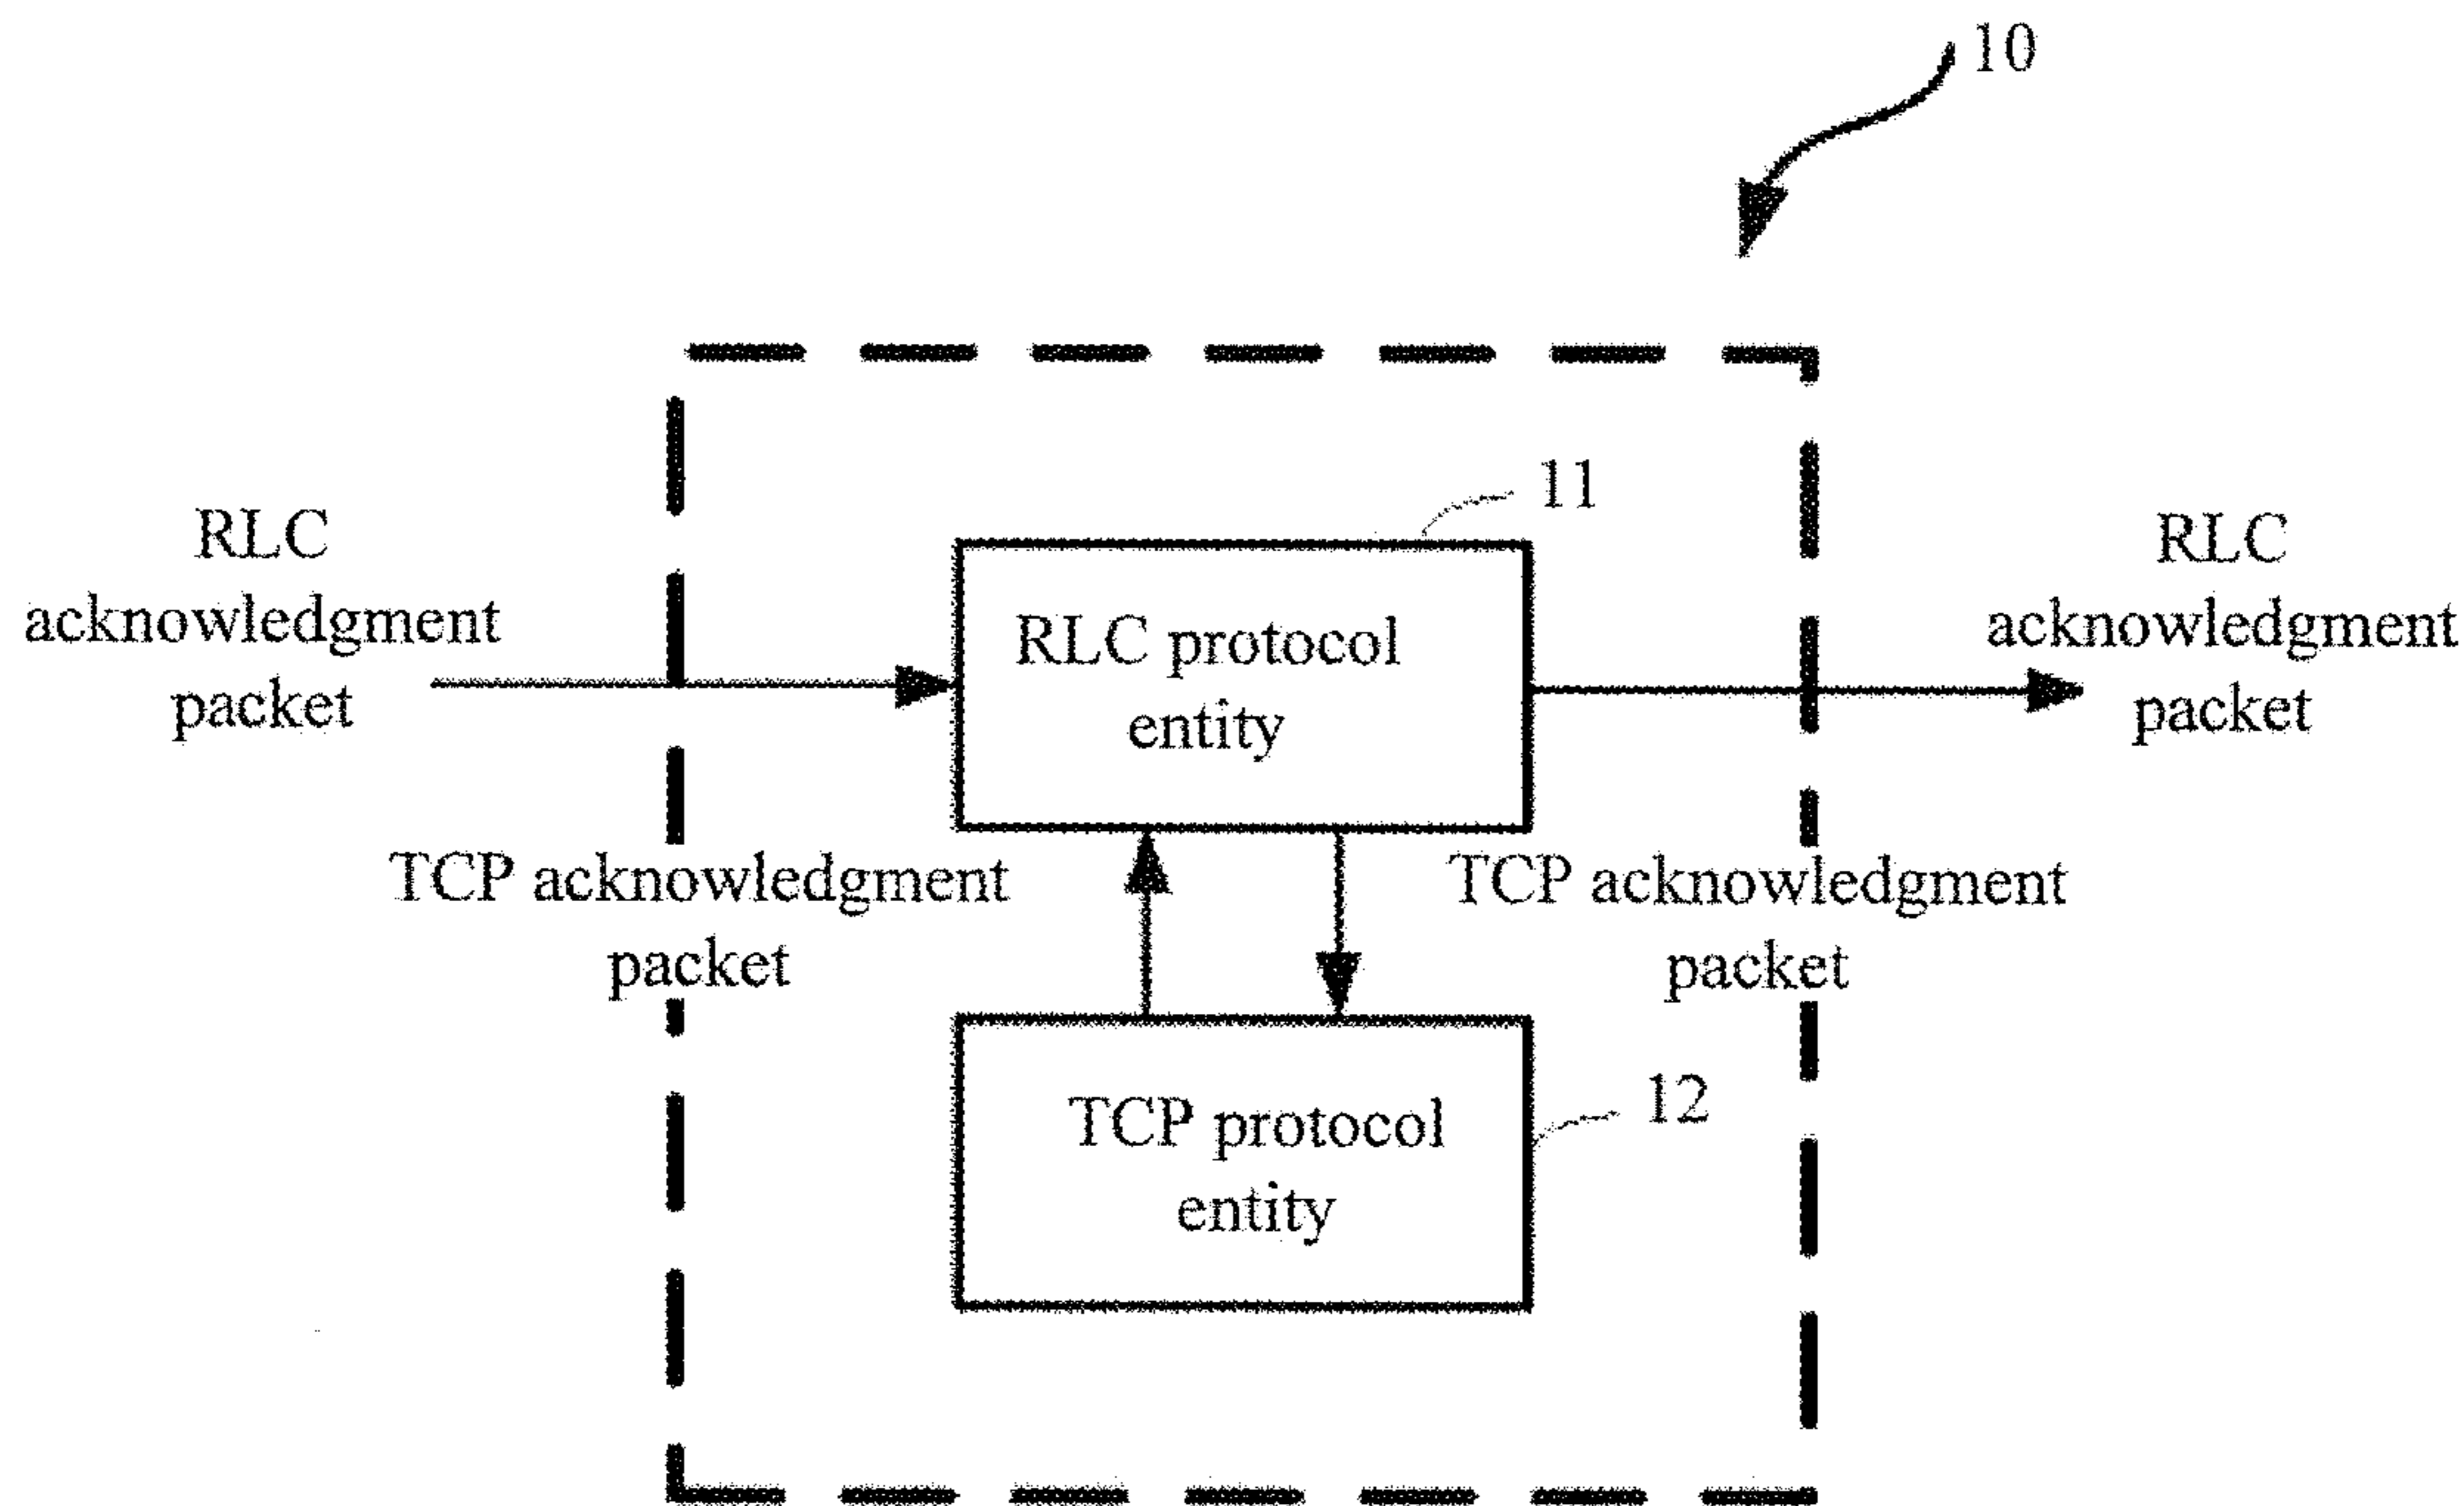 10
11
RLC
acknowledgment
packet
RLC protocol
entity
RLC
acknowledgment
packet
TCP acknowledgment
packet
TCP acknowledgment
packet
TCP protocol
entity
12